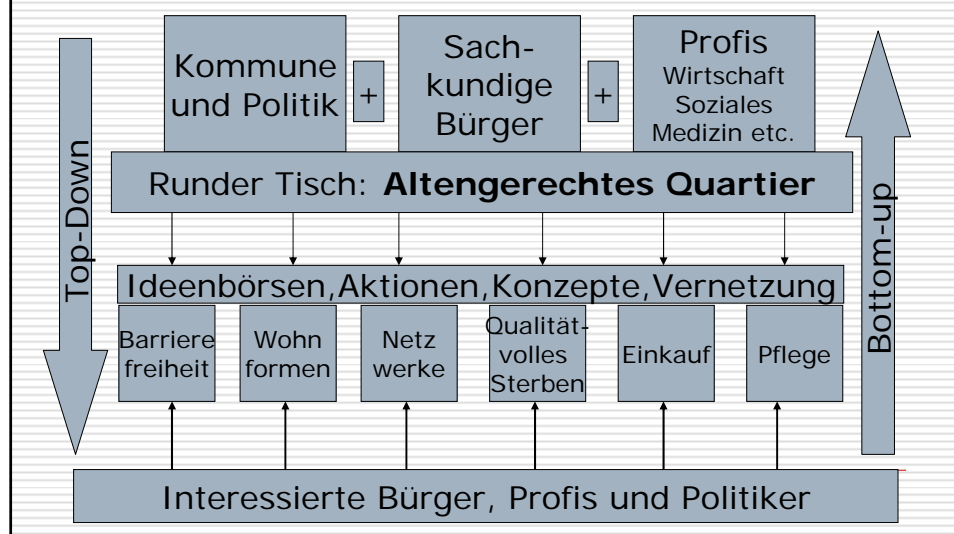 Kommune
und Politik
+
Sach-
kundige
Bürger
+
Profis
Wirtschaft
Soziales
Medizin etc.
Top-Down
Bottom-up
Runder Tisch: Altengerechtes Quartier
Ideenbörsen,Aktionen,Konzepte,Vernetzung
Barriere
freiheit
Wohn
formen
Netz
werke
Qualität-
volles
Sterben
Einkauf
Pflege
Interessierte Bürger, Profis und Politiker